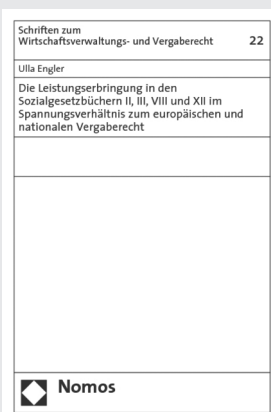 Schriften zum
Wirtschaftsverwaltungs- und Vergaberecht 22
Ulla Engler
Die Leistungserbringung in den
Sozialgesetzbüchern II, III, VIII und XII im
Spannungsverhältnis zum europäischen und
nationalen Vergaberecht
Nomos